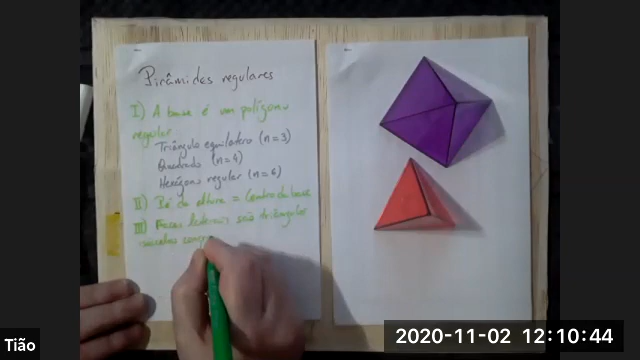 Pirâmides regulares
I) A base é um polígono
regular.
Triângulo equilátero (n=3)
Quadrado (n=4)
Hexágono regular (n=6)
II) Pé da altura = Centro da base
III) Faces laterais são triângulos
Tião
2020-11-02 12:10:44